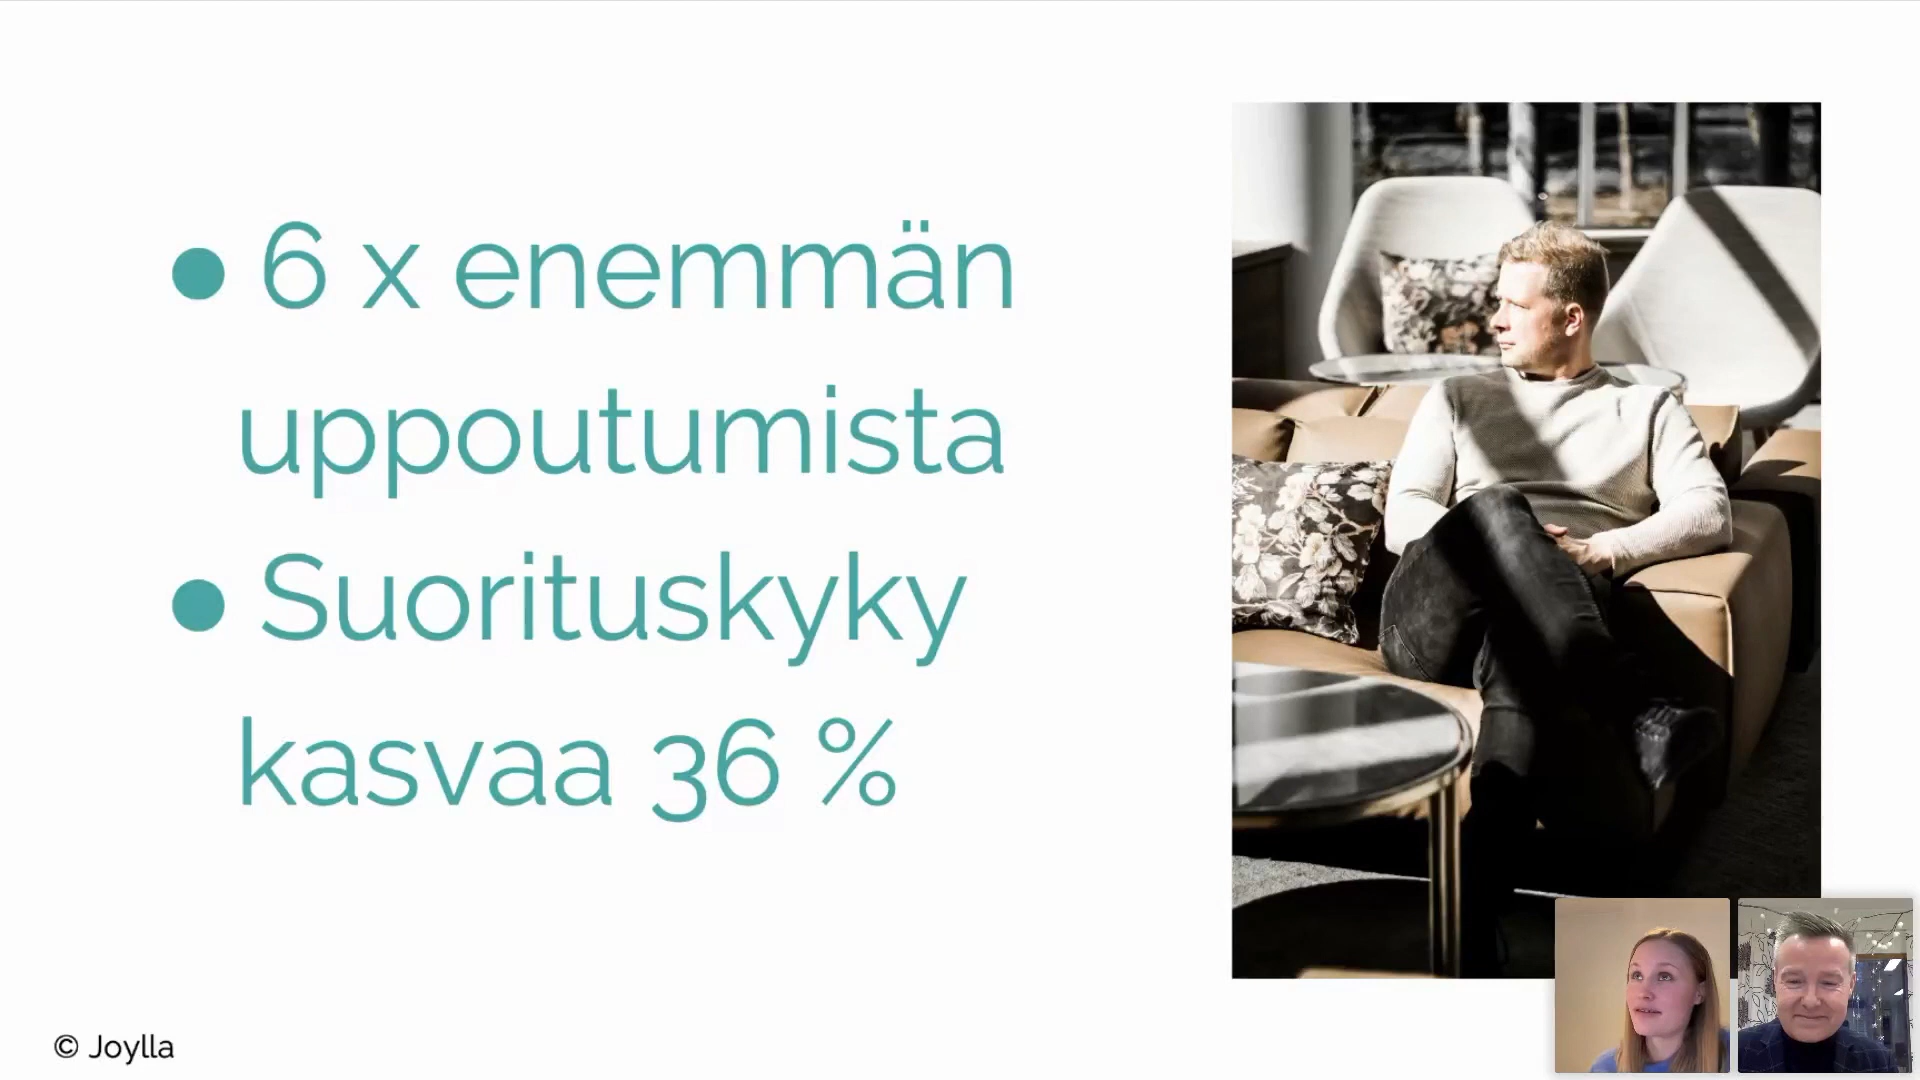 ● 6 x enemmän
uppoutumista
● Suorituskyky
kasvaa 36 %
© Joylla